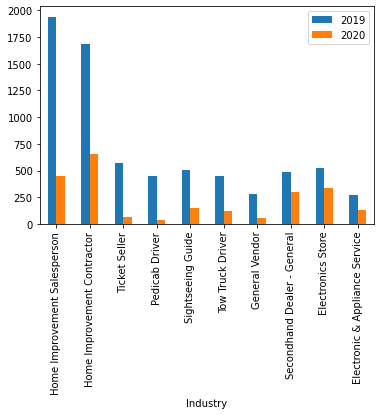 2000
1750
1500
1250
1000
750
500
250
0
2019
2020
Home Improvement Salesperson
Home Improvement Contractor
Ticket Seller
Pedicab Driver
Sightseeing Guide
Tow Truck Driver
General Vendor
Secondhand Dealer - General
Electronics Store
Electronic & Appliance Service
Industry